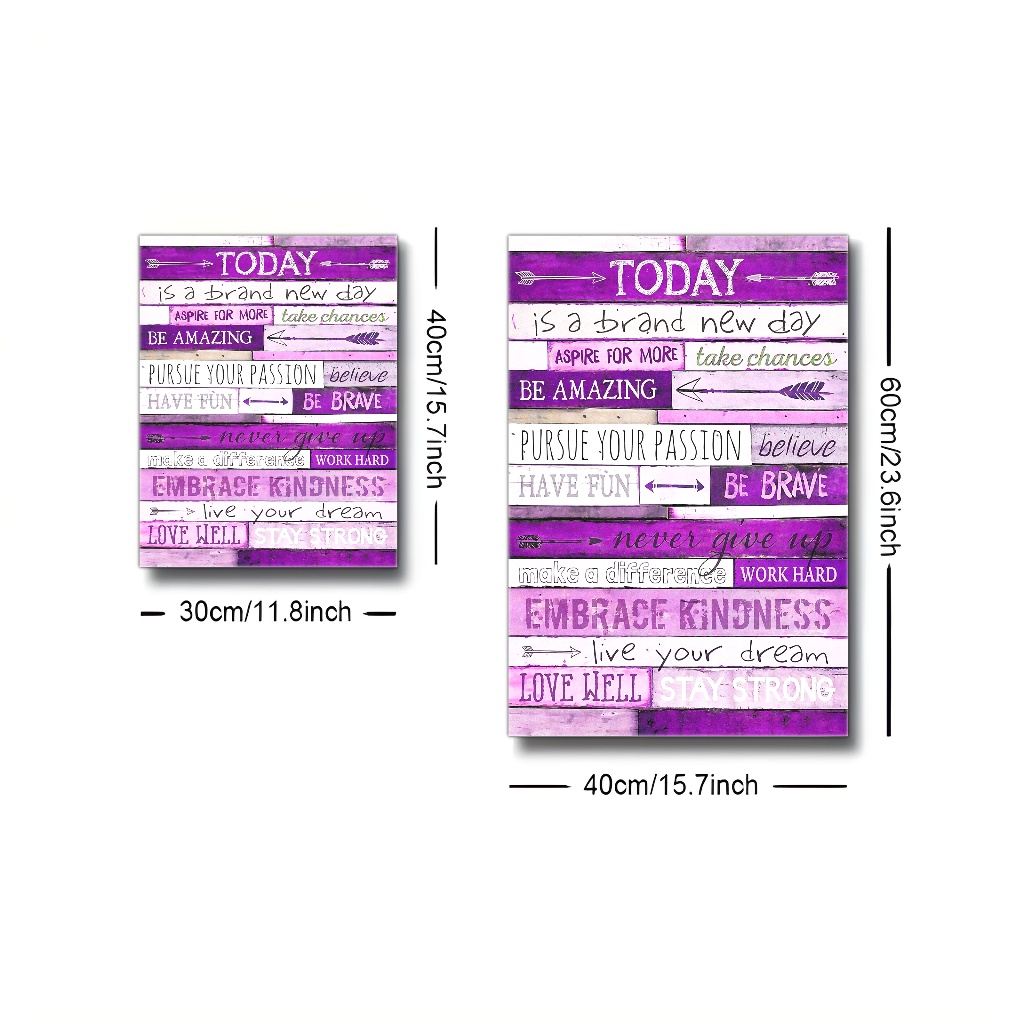 TODAY
is a brand new day
ASPIRE FOR MORE take chances
BE AMAZING
PURSUE YOUR PASSION believe
HAVE FUN BE BRAVE
never give up
make a difference WORK HARD
EMBRACE KINDNESS
live your dream
LOVE WELL STAY STRONG
40cm/15.7inch
30cm/11.8inch
TODAY
is a brand new day
ASPIRE FOR MORE take chances
BE AMAZING
PURSUE YOUR PASSION believe
HAVE FUN BE BRAVE
never give up
make a difference WORK HARD
EMBRACE KINDNESS
live your dream
LOVE WELL STAY STRONG
60cm/23.6inch
40cm/15.7inch